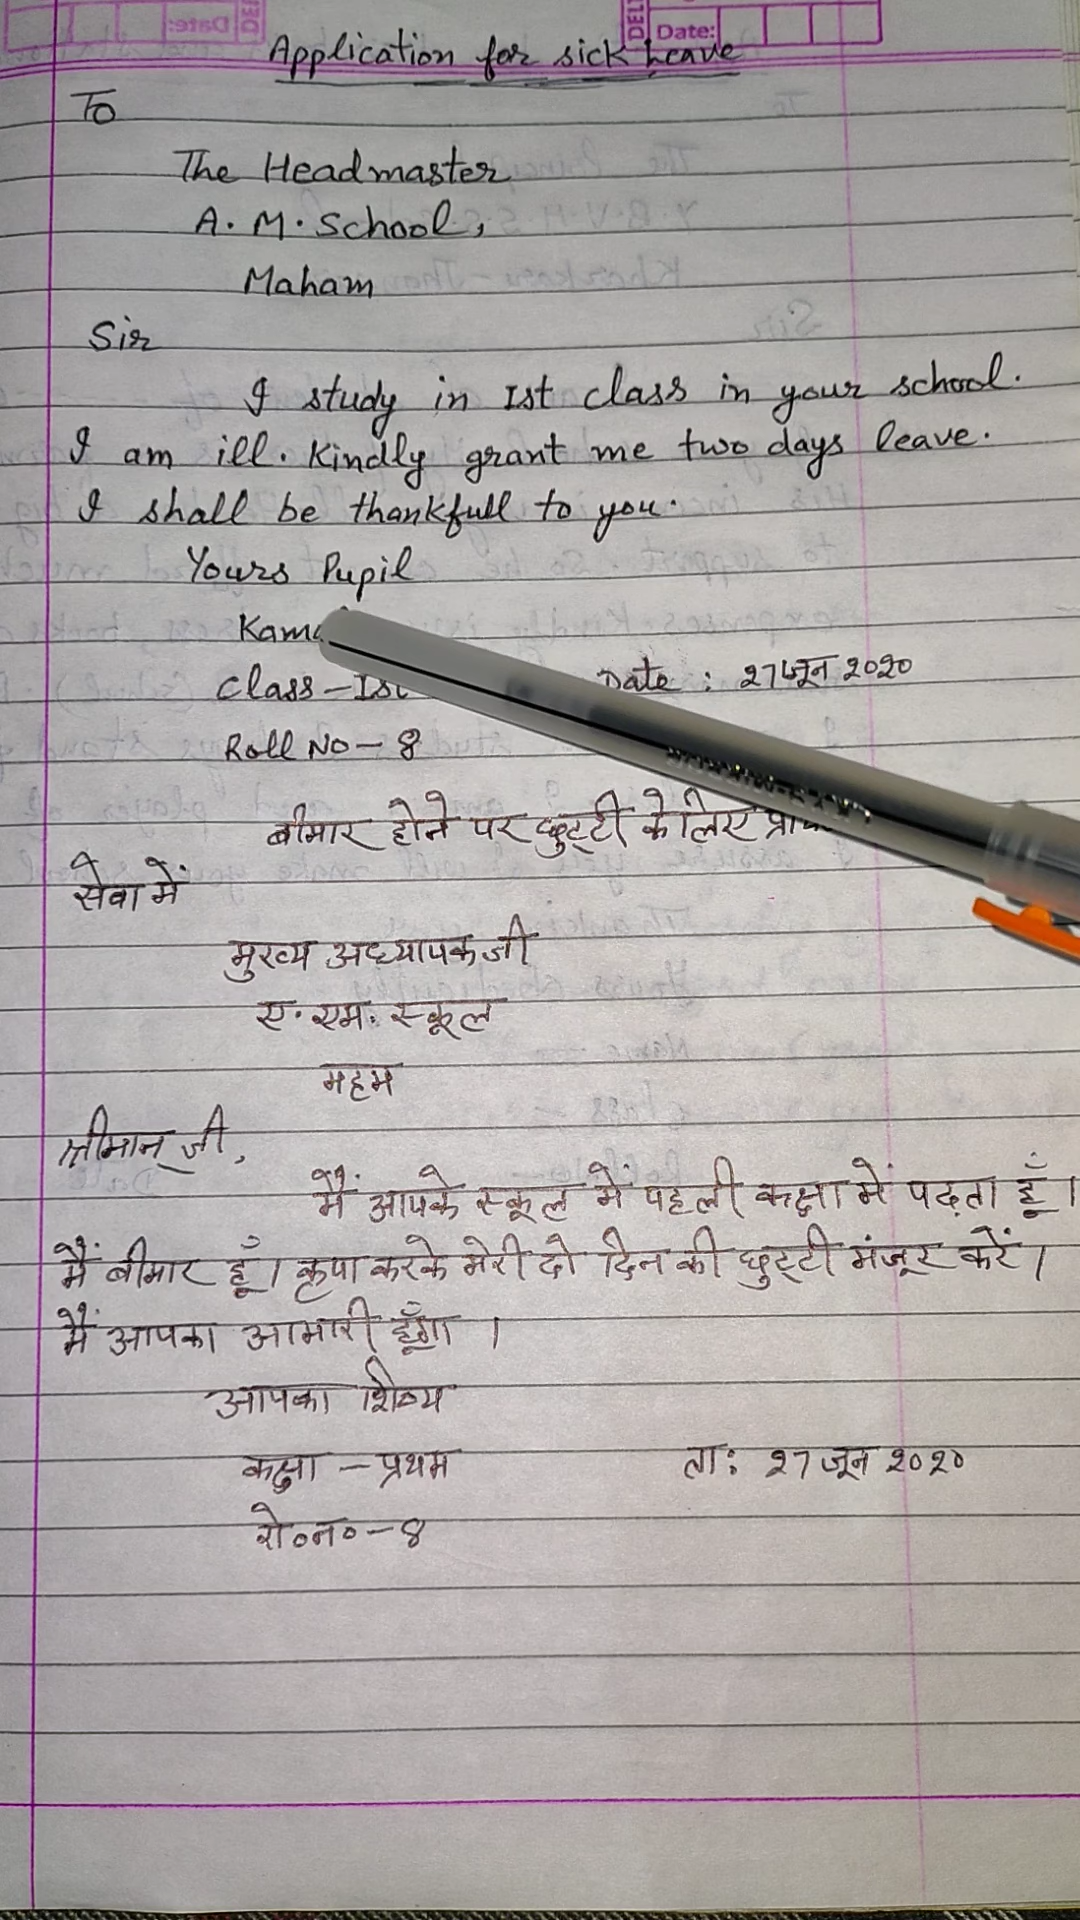 Date:
Application for sick Leave
To
The Headmaster
A. M. School,
Maham
Sir
I study in Ist class in your school.
I am ill. Kindly grant me two days leave.
I shall be thankfull to you.
Yours Pupil
Class - Ist
Date : 27 जून 2020
Roll No - 8
बीमार होने पर छुट्टी के लिए
सेवा में
मुख्य अध्यापक जी
ए. एम. स्कूल
महम
श्रीमान् जी,
मैं आपके स्कूल में पहली कक्षा में पढ़ता हूँ।
मैं बीमार हूँ। कृपा करके मेरी दो दिन की छुट्टी मंजूर करें।
मैं आपका आभारी हूँगा ।
आपका शिष्य
कक्षा - प्रथम
ता: 27 जून 2020
रो०न० - 8